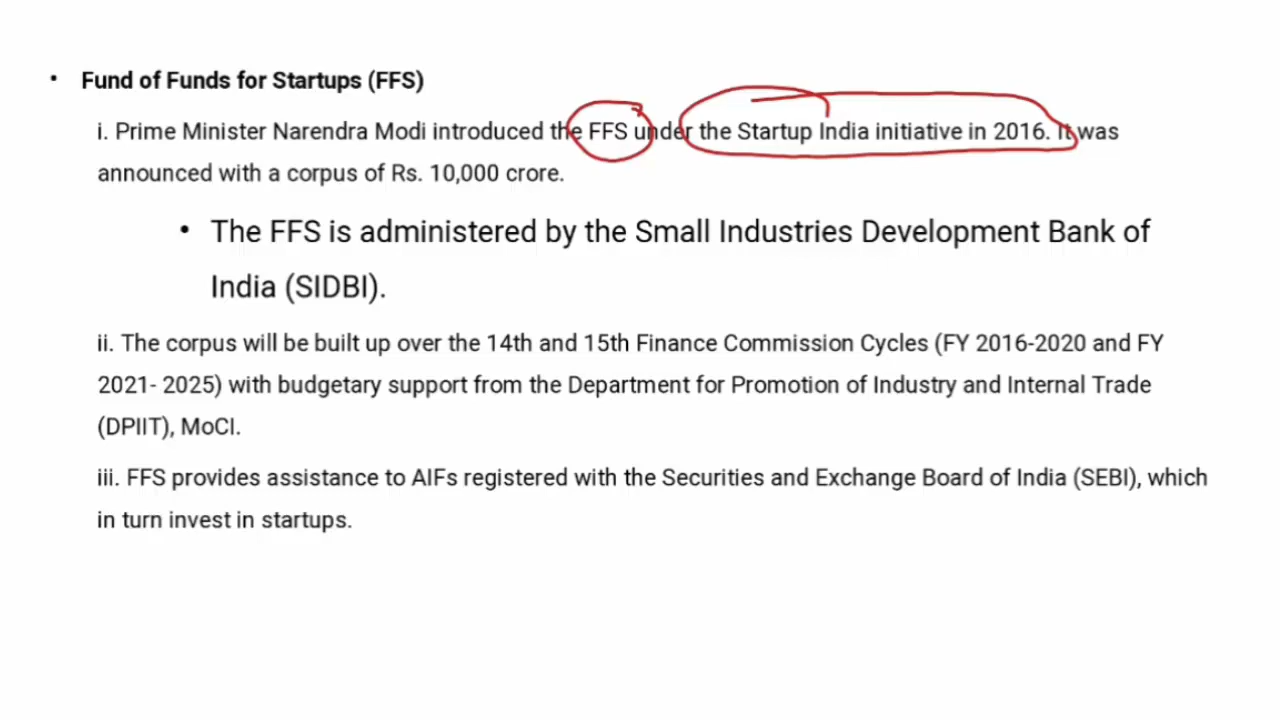 • Fund of Funds for Startups (FFS)
i. Prime Minister Narendra Modi introduced the FFS under the Startup India initiative in 2016. It was
announced with a corpus of Rs. 10,000 crore.
• The FFS is administered by the Small Industries Development Bank of
India (SIDBI).
ii. The corpus will be built up over the 14th and 15th Finance Commission Cycles (FY 2016-2020 and FY
2021- 2025) with budgetary support from the Department for Promotion of Industry and Internal Trade
(DPIIT), MoCI.
iii. FFS provides assistance to AIFs registered with the Securities and Exchange Board of India (SEBI), which
in turn invest in startups.